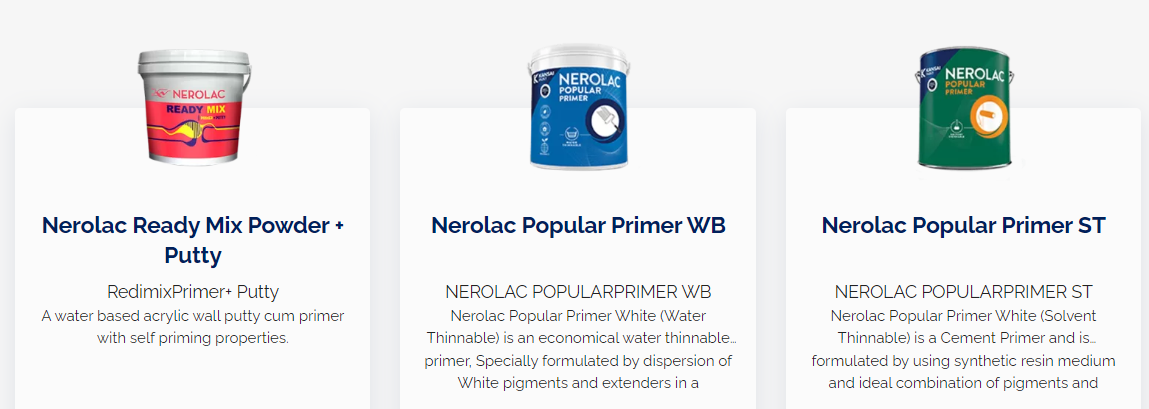 NEROLAC
READY MIX
KANSAI
NEROLAC
POPULAR
PRIMER
KANSAI
NEROLAC
POPULAR
PRIMER
Nerolac Ready Mix Powder +
Putty
RedimixPrimer+ Putty
A water based acrylic wall putty cum primer
with self priming properties.
Nerolac Popular Primer WB
NEROLAC POPULARPRIMER WB
Nerolac Popular Primer White (Water
Thinnable) is an economical water thinnable...
primer, Specially formulated by dispersion of
White pigments and extenders in a
Nerolac Popular Primer ST
NEROLAC POPULARPRIMER ST
Nerolac Popular Primer White (Solvent
Thinnable) is a Cement Primer and is...
formulated by using synthetic resin medium
and ideal combination of pigments and